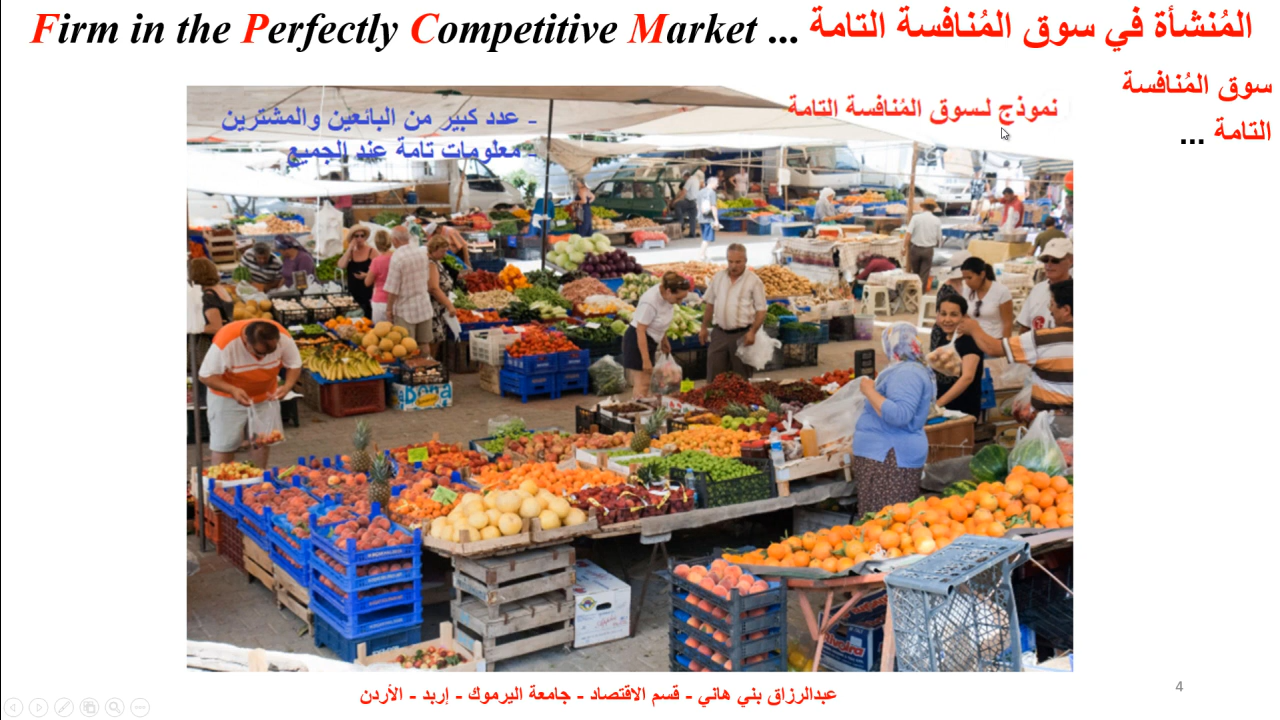 Firm in the Perfectly Competitive Market ... المُنشأة في سوق المُنافسة التامة
سوق المُنافسة
التامة ...
نموذج لسوق المُنافسة التامة
- عدد كبير من البائعين والمشترين
- معلومات تامة عند الجميع
Bona
عبدالرزاق بني هاني - قسم الاقتصاد - جامعة اليرموك - إربد - الأردن
4